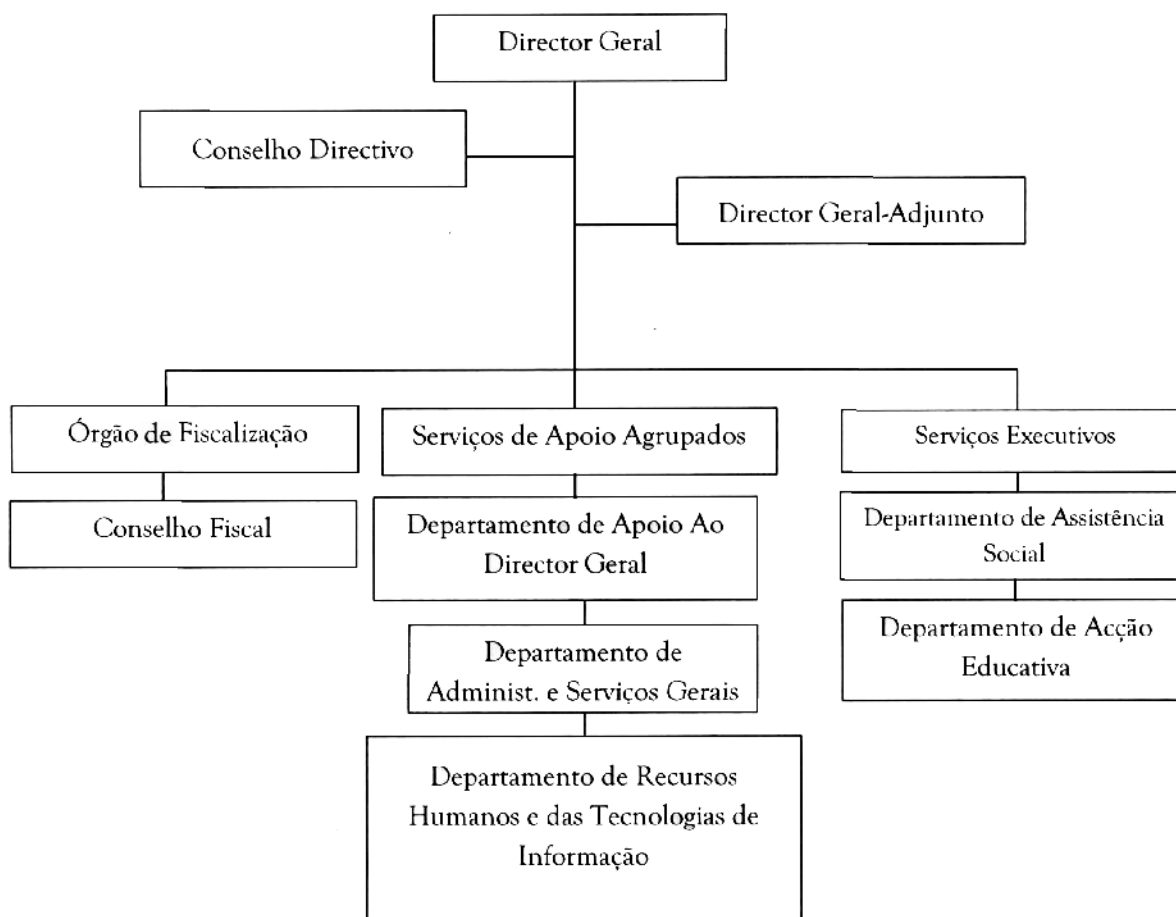 Director Geral
Conselho Directivo
Director Geral-Adjunto
Órgão de Fiscalização
Conselho Fiscal
Serviços de Apoio Agrupados
Departamento de Apoio Ao
Director Geral
Departamento de
Administ. e Serviços Gerais
Departamento de Recursos
Humanos e das Tecnologias de
Informação
Serviços Executivos
Departamento de Assistência
Social
Departamento de Acção
Educativa